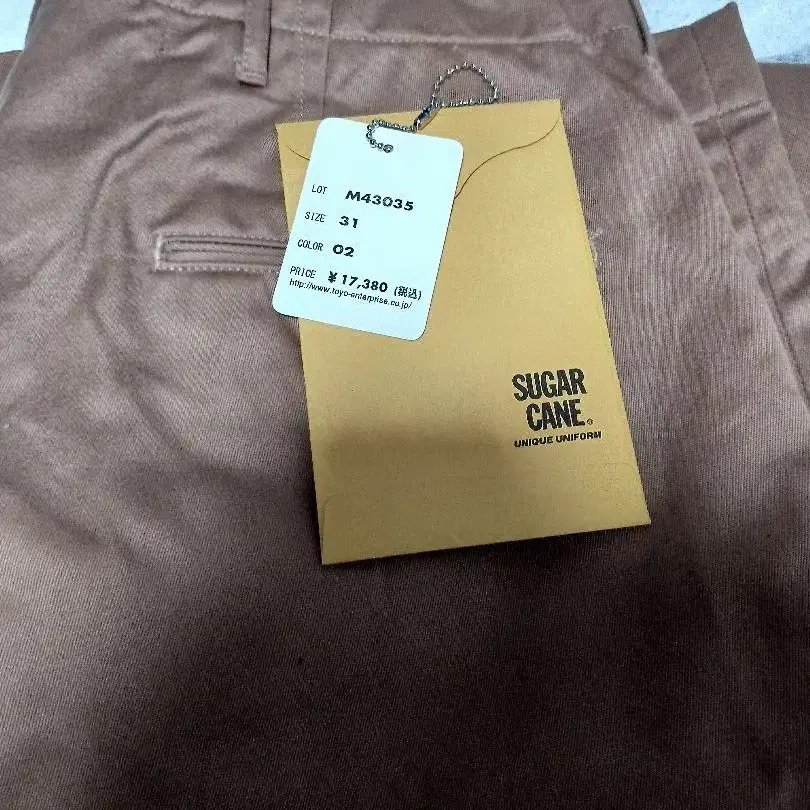 LOT M43035
SIZE 31
COLOR 02
PRICE ¥17,380 (税込)
http://www.toyo-enterprise.co.jp/
SUGAR
CANE®
UNIQUE UNIFORM